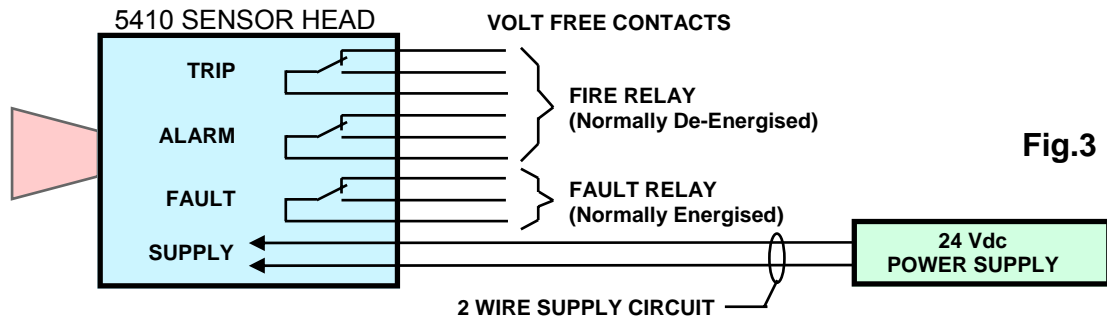 5410 SENSOR HEAD
VOLT FREE CONTACTS
TRIP
ALARM
FAULT
SUPPLY
FIRE RELAY
(Normally De-Energised)
FAULT RELAY
(Normally Energised)
Fig.3
24 Vdc
POWER SUPPLY
2 WIRE SUPPLY CIRCUIT